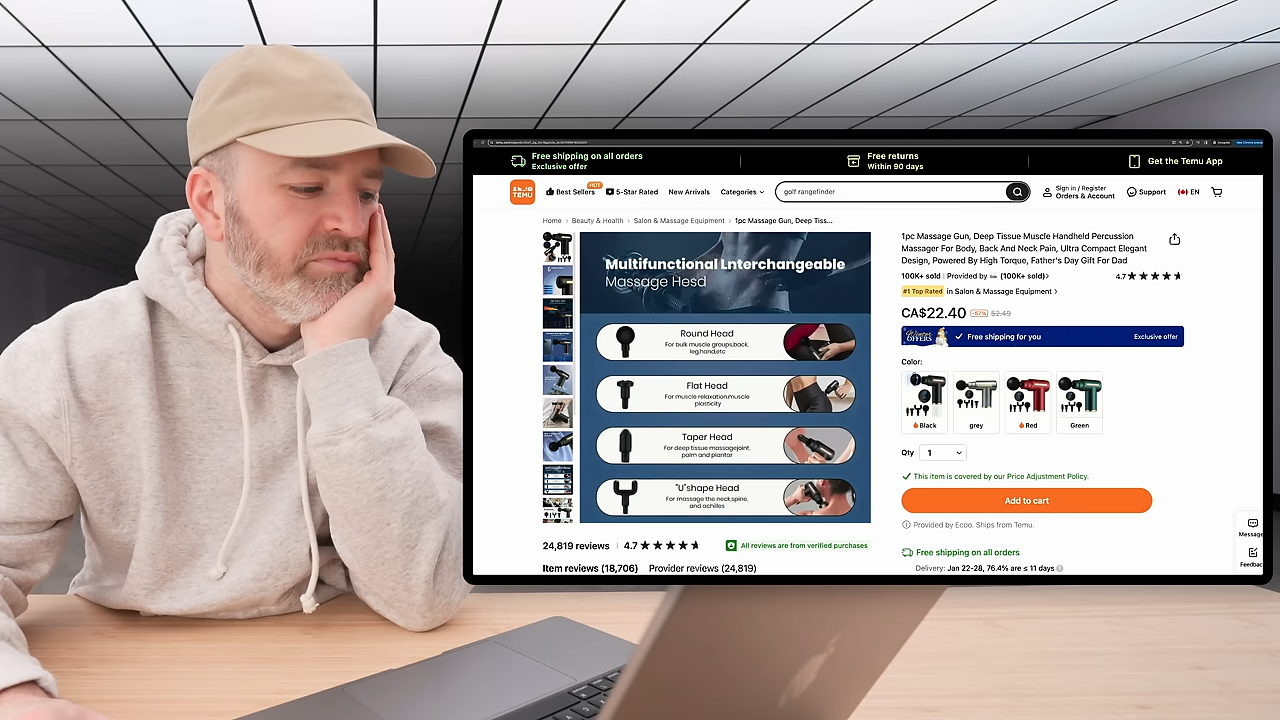 Free shipping on all orders
Exclusive offer
Free returns
Within 90 days
Get the Temu App
TEMU
Best Sellers
HOT
5-Star Rated
New Arrivals
Categories
golf rangefinder
Sign in / Register
Orders & Account
Support
EN
Home › Beauty & Health › Salon & Massage Equipment › 1pc Massage Gun, Deep Tiss...
Multifunctional Lnterchangeable
Massage Hesd
Round Head
For bulk muscle groups,back,
leg,hand,etc
Flat Head
For muscle relaxation,muscle
plasticity
Taper Head
For deep tissue massagejoint,
palm and plantar
"U"shape Head
For massage the neck,spine,
and achilles
24,819 reviews
4.7
All reviews are from verified purchases
Item reviews (18,706)
Provider reviews (24,819)
1pc Massage Gun, Deep Tissue Muscle Handheld Percussion
Massager For Body, Back And Neck Pain, Ultra Compact Elegant
Design, Powered By High Torque, Father's Day Gift For Dad
100K+ sold | Provided by (100K+ sold) ›
4.7
#1 Top Rated in Salon & Massage Equipment ›
CA$22.40 -57% 52.49
Winter OFFERS
Free shipping for you
Exclusive offer
Color:
Black
grey
Red
Green
Qty 1
This item is covered by our Price Adjustment Policy.
Add to cart
Provided by Ecoo. Ships from Temu.
Message
Feedbac
Free shipping on all orders
Delivery: Jan 22-28, 76.4% are ≤ 11 days